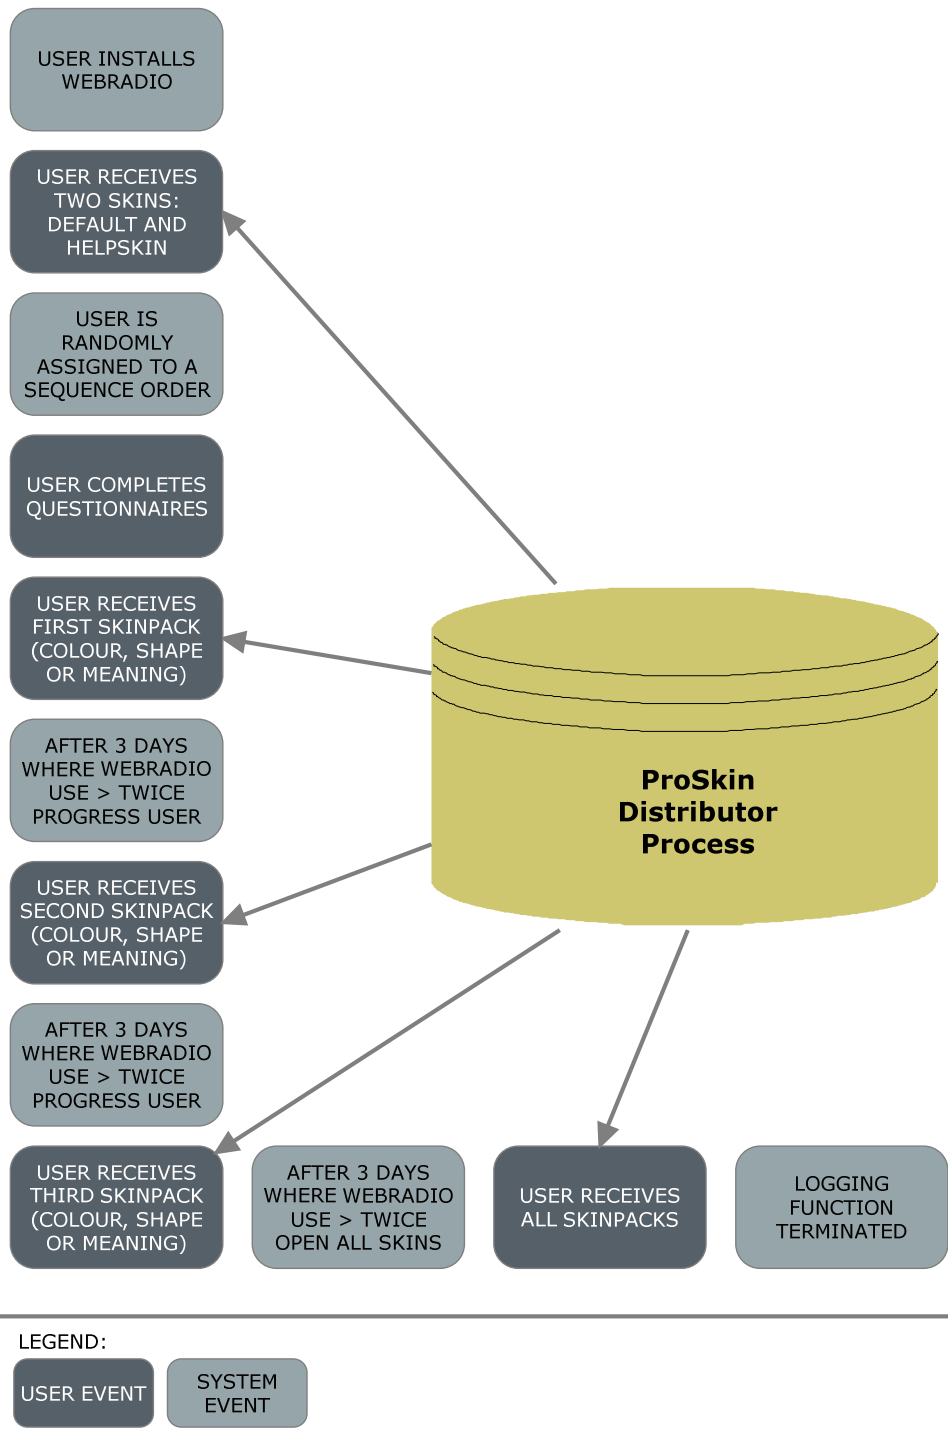 USER INSTALLS
WEBRADIO
USER RECEIVES
TWO SKINS:
DEFAULT AND
HELPSKIN
USER IS
RANDOMLY
ASSIGNED TO A
SEQUENCE ORDER
USER COMPLETES
QUESTIONNAIRES
USER RECEIVES
FIRST SKINPACK
(COLOUR, SHAPE
OR MEANING)
AFTER 3 DAYS
WHERE WEBRADIO
USE > TWICE
PROGRESS USER
ProSkin
Distributor
Process
USER RECEIVES
SECOND SKINPACK
(COLOUR, SHAPE
OR MEANING)
AFTER 3 DAYS
WHERE WEBRADIO
USE > TWICE
PROGRESS USER
USER RECEIVES
THIRD SKINPACK
(COLOUR, SHAPE
OR MEANING)
AFTER 3 DAYS
WHERE WEBRADIO
USE > TWICE
OPEN ALL SKINS
USER RECEIVES
ALL SKINPACKS
LOGGING
FUNCTION
TERMINATED
LEGEND:
USER EVENT
SYSTEM
EVENT